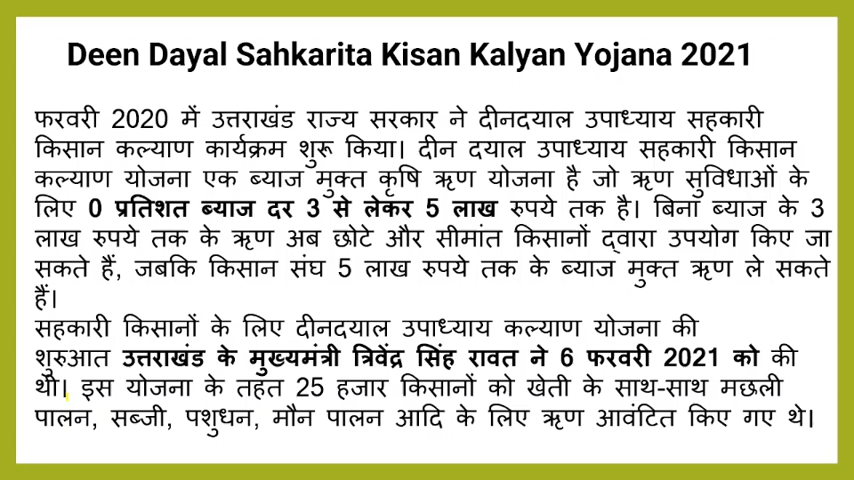 Deen Dayal Sahkarita Kisan Kalyan Yojana 2021
फरवरी 2020 में उत्तराखंड राज्य सरकार ने दीनदयाल उपाध्याय सहकारी
किसान कल्याण कार्यक्रम शुरू किया। दीन दयाल उपाध्याय सहकारी किसान
कल्याण योजना एक ब्याज मुक्त कृषि ऋण योजना है जो ऋण सुविधाओं के
लिए 0 प्रतिशत ब्याज दर 3 से लेकर 5 लाख रुपये तक है। बिना ब्याज के 3
लाख रुपये तक के ऋण अब छोटे और सीमांत किसानों द्वारा उपयोग किए जा
सकते हैं, जबकि किसान संघ 5 लाख रुपये तक के ब्याज मुक्त ऋण ले सकते
हैं।
सहकारी किसानों के लिए दीनदयाल उपाध्याय कल्याण योजना की
शुरुआत उत्तराखंड के मुख्यमंत्री त्रिवेंद्र सिंह रावत ने 6 फरवरी 2021 को की
थी। इस योजना के तहत 25 हजार किसानों को खेती के साथ-साथ मछली
पालन, सब्जी, पशुधन, मौन पालन आदि के लिए ऋण आवंटित किए गए थे।